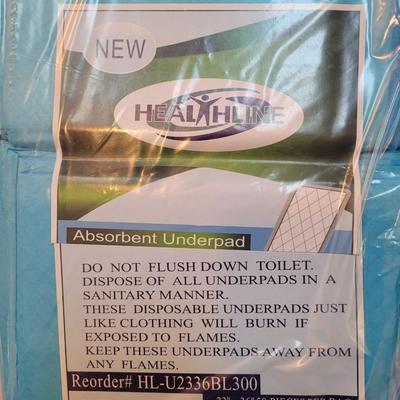 NEW
HEALTHLINE
Absorbent Underpad
DO NOT FLUSH DOWN TOILET.
DISPOSE OF ALL UNDERPADS IN A
SANITARY MANNER.
THESE DISPOSABLE UNDERPADS JUST
LIKE CLOTHING WILL BURN IF
EXPOSED TO FLAMES.
KEEP THESE UNDERPADS AWAY FROM
ANY FLAMES.
Reorder# HL-U2336BL300